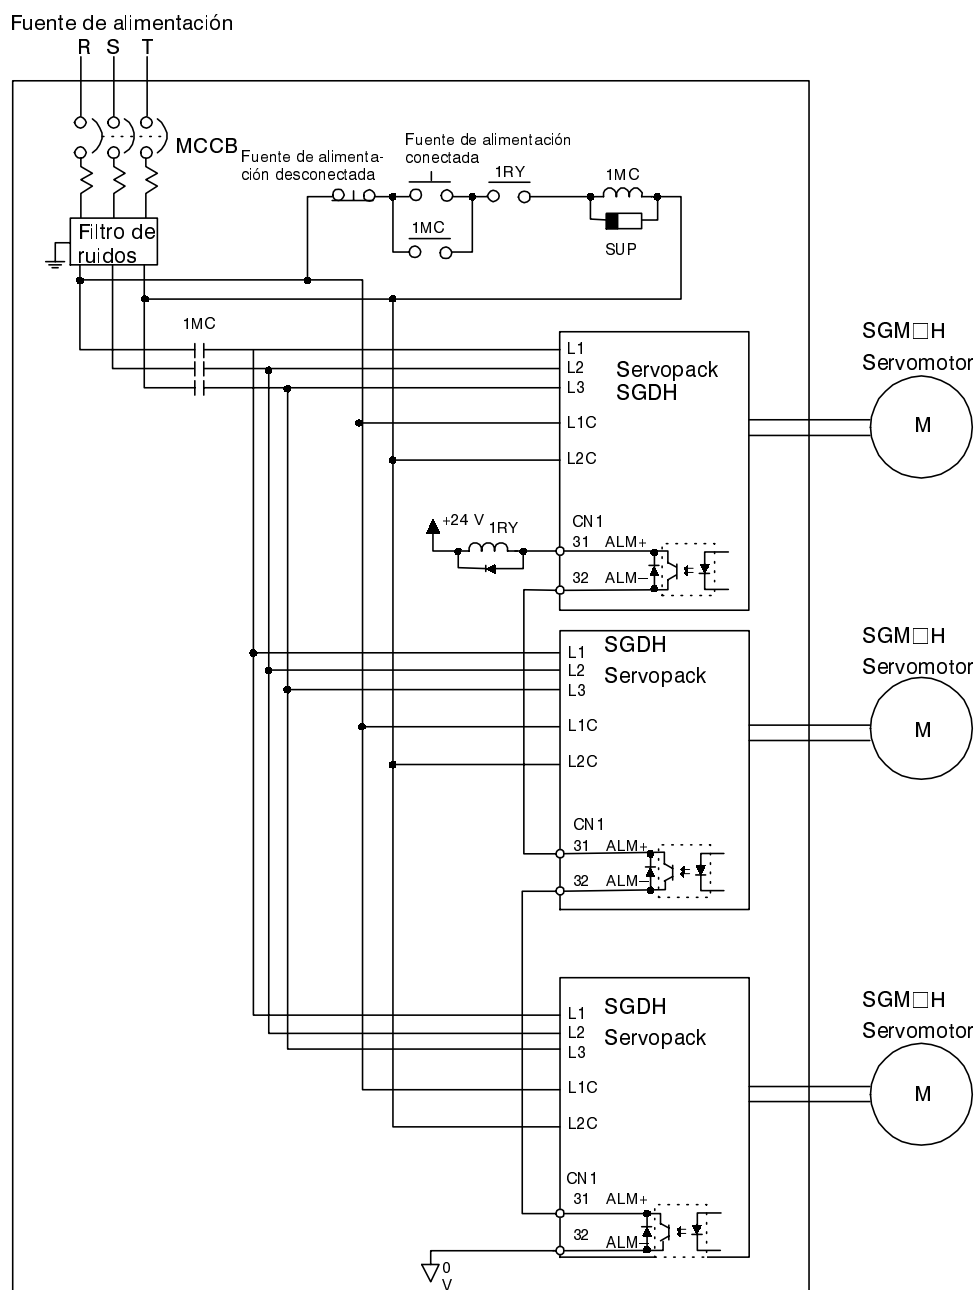 Fuente de alimentación
R S T
MCCB
Fuente de alimenta-
ción desconectada
Fuente de alimentación
conectada
1RY
1MC
1MC
SUP
Filtro de
ruidos
1MC
L1
L2
L3
L1C
L2C
Servopack
SGDH
SGM□H
Servomotor
M
+24 V
1RY
CN1
31 ALM+
32 ALM−
L1
L2
L3
L1C
L2C
SGDH
Servopack
SGM□H
Servomotor
M
CN1
31 ALM+
32 ALM−
L1
L2
L3
L1C
L2C
SGDH
Servopack
SGM□H
Servomotor
M
CN1
31 ALM+
32
ALM−
0
V